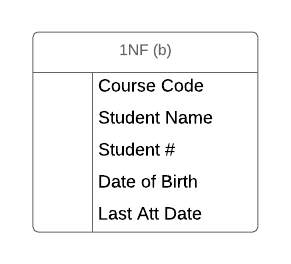 1NF (b)
Course Code
Student Name
Student #
Date of Birth
Last Att Date